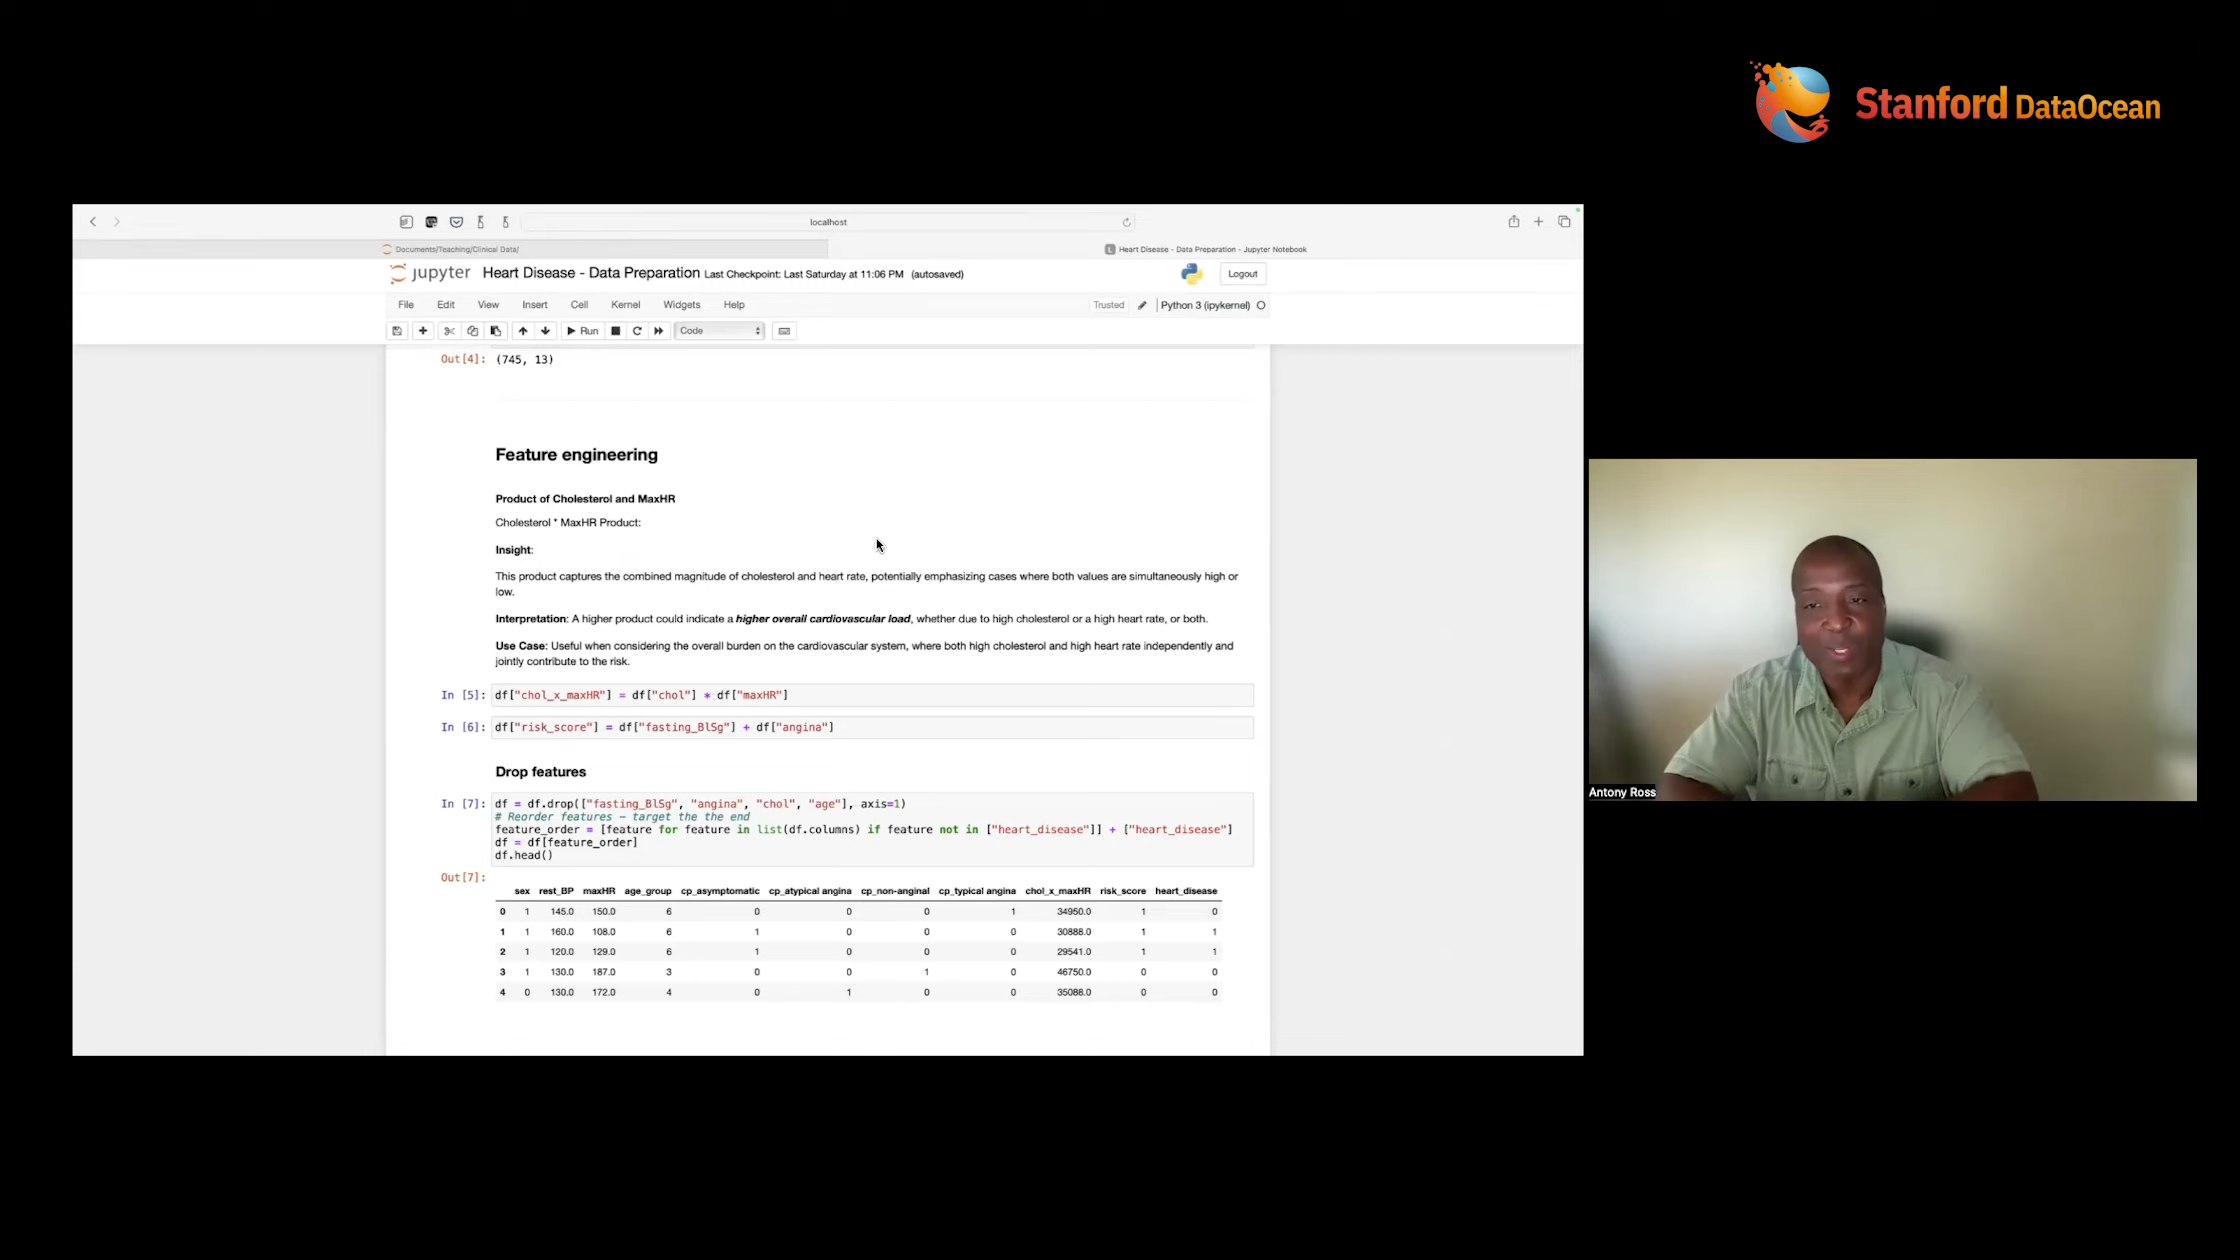 Stanford DataOcean
localhost
Documents/Teaching/Clinical Data/
Heart Disease - Data Preparation - Jupyter Notebook
jupyter Heart Disease - Data Preparation Last Checkpoint: Last Saturday at 11:06 PM (autosaved)
Logout
File Edit View Insert Cell Kernel Widgets Help
Trusted Python 3 (ipykernel)
Run Code
Out[4]: (745, 13)
Feature engineering
Product of Cholesterol and MaxHR
Cholesterol * MaxHR Product:
Insight:
This product captures the combined magnitude of cholesterol and heart rate, potentially emphasizing cases where both values are simultaneously high or
low.
Interpretation: A higher product could indicate a higher overall cardiovascular load, whether due to high cholesterol or a high heart rate, or both.
Use Case: Useful when considering the overall burden on the cardiovascular system, where both high cholesterol and high heart rate independently and
jointly contribute to the risk.
In [5]: df["chol_x_maxHR"] = df["chol"] * df["maxHR"]
In [6]: df["risk_score"] = df["fasting_BlSg"] + df["angina"]
Drop features
In [7]: df = df.drop(["fasting_BlSg", "angina", "chol", "age"], axis=1)
# Reorder features – target the the end
feature_order = [feature for feature in list(df.columns) if feature not in ["heart_disease"]] + ["heart_disease"]
df = df[feature_order]
df.head()
Out[7]:
sex rest_BP maxHR age_group cp_asymptomatic cp_atypical angina cp_non-anginal cp_typical angina chol_x_maxHR risk_score heart_disease
0 1 145.0 150.0 6 0 0 0 1 34950.0 1 0
1 1 160.0 108.0 6 1 0 0 0 30888.0 1 1
2 1 120.0 129.0 6 1 0 0 0 29541.0 1 1
3 1 130.0 187.0 3 0 0 1 0 46750.0 0 0
4 0 130.0 172.0 4 0 1 0 0 35088.0 0 0
Antony Ross